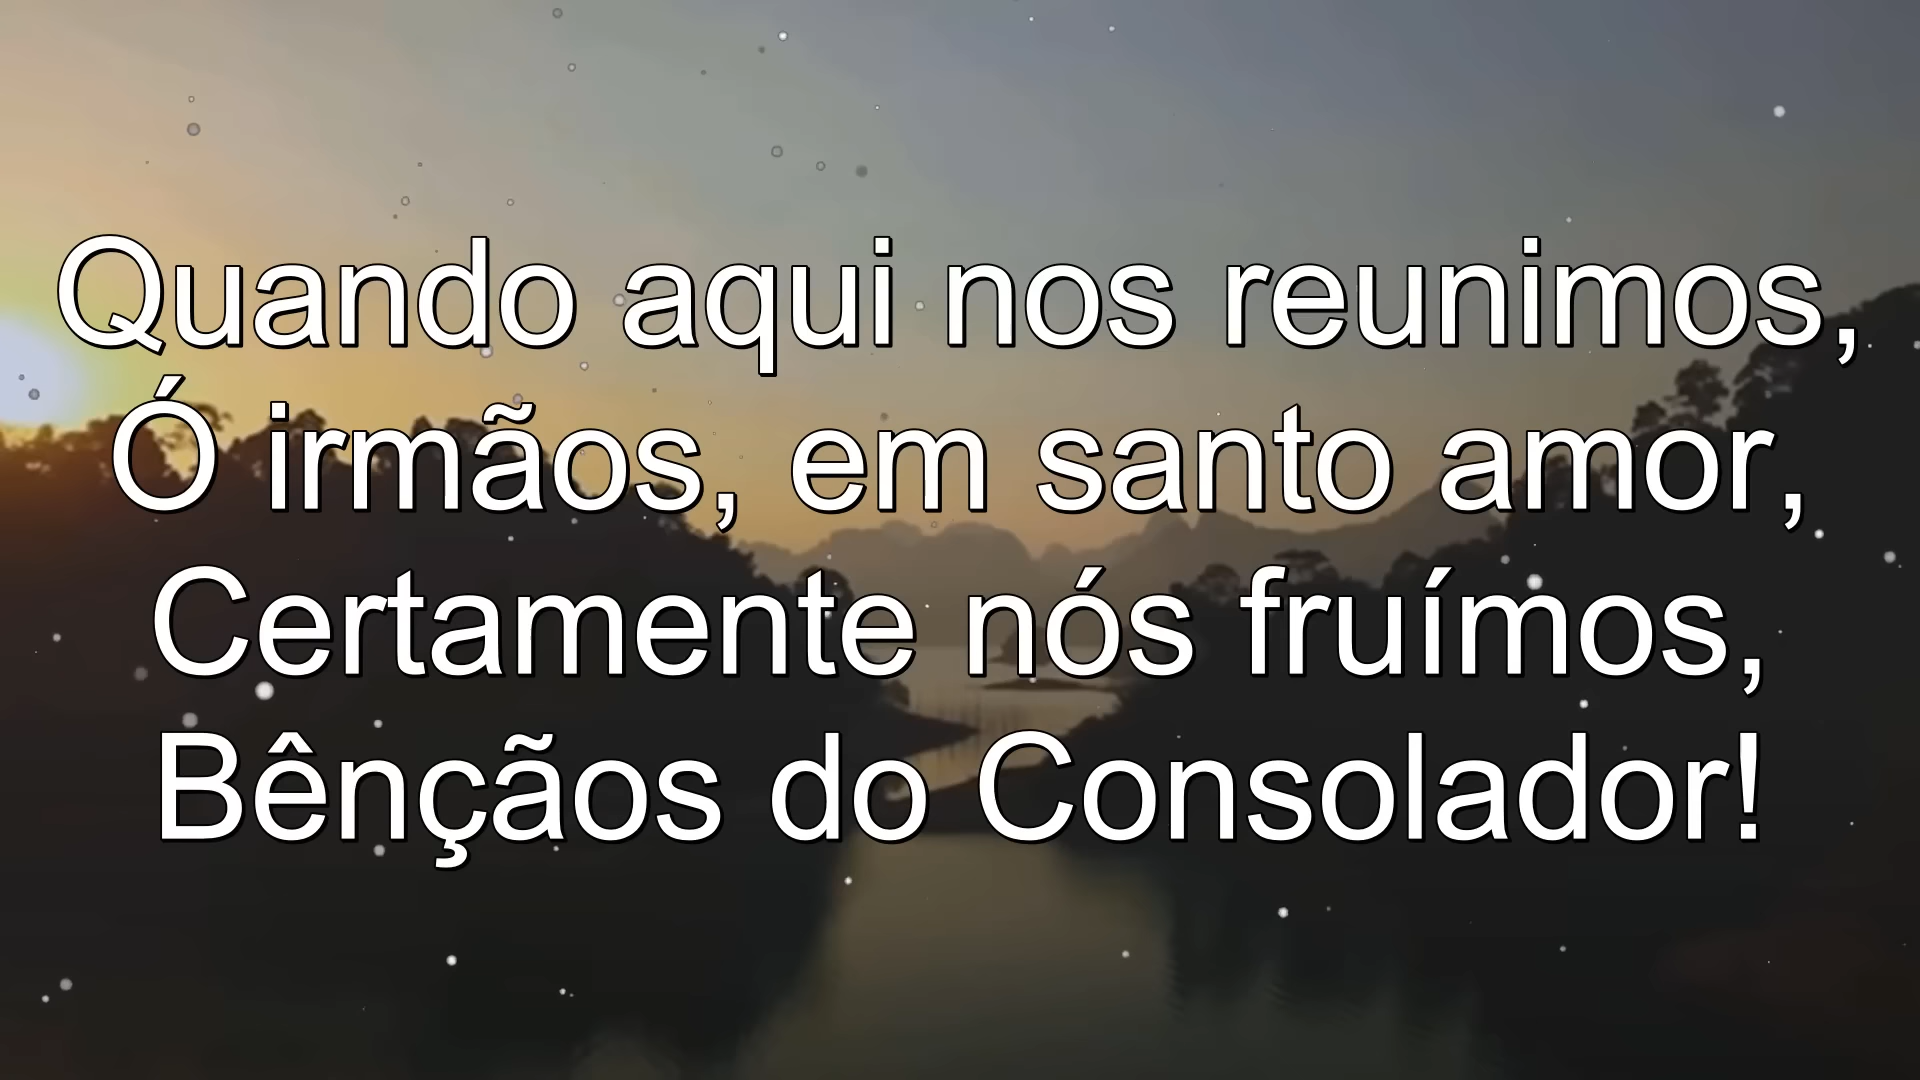 Quando aqui nos reunimos,
Ó irmãos, em santo amor,
Certamente nós fruímos,
Bênçãos do Consolador!